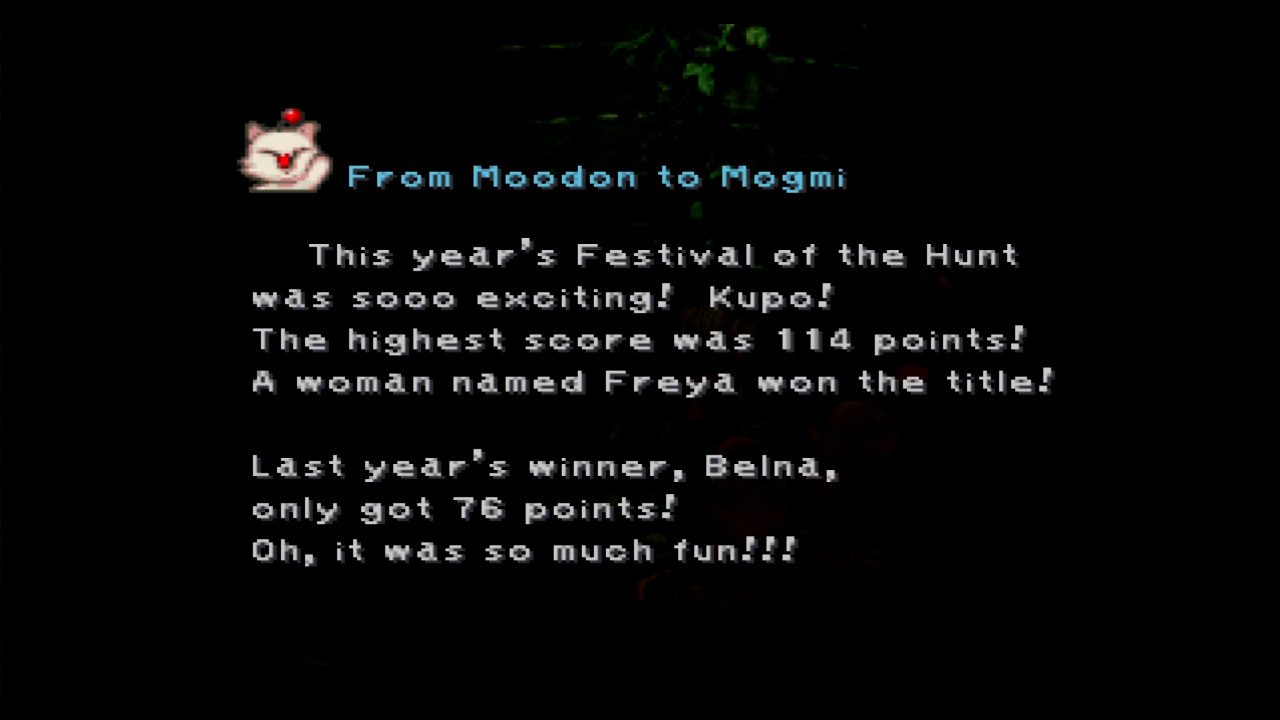 From Moodon to Mogmi
This year's Festival of the Hunt
was sooo exciting! Kupo!
The highest score was 114 points!
A woman named Freya won the title!
Last year's winner, Belna,
only got 76 points!
Oh, it was so much fun!!!